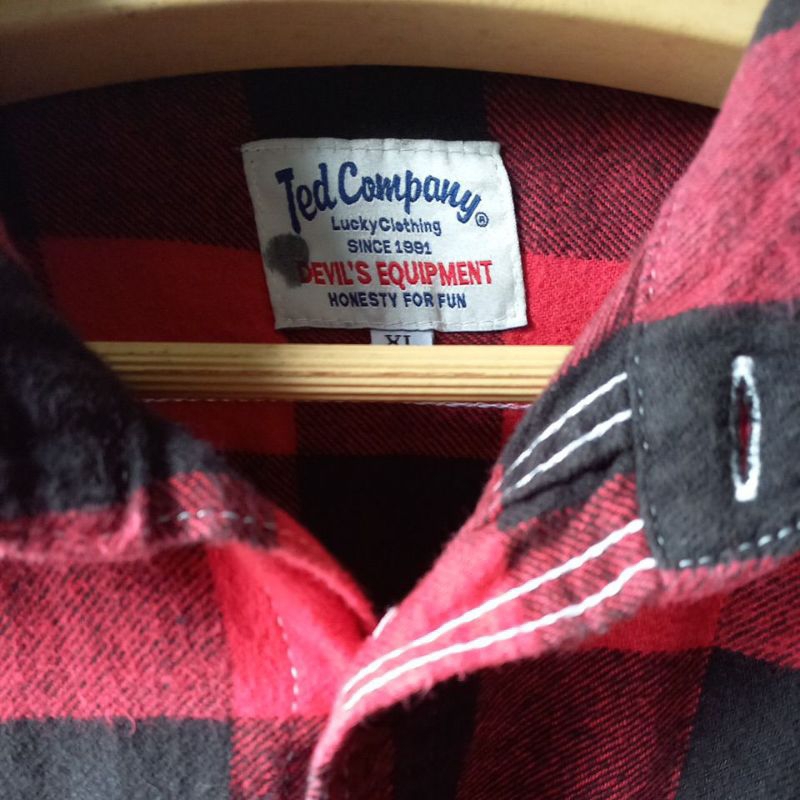 Ted Company®
LuckyClothing
SINCE 1991
DEVIL'S EQUIPMENT
HONESTY FOR FUN
XL